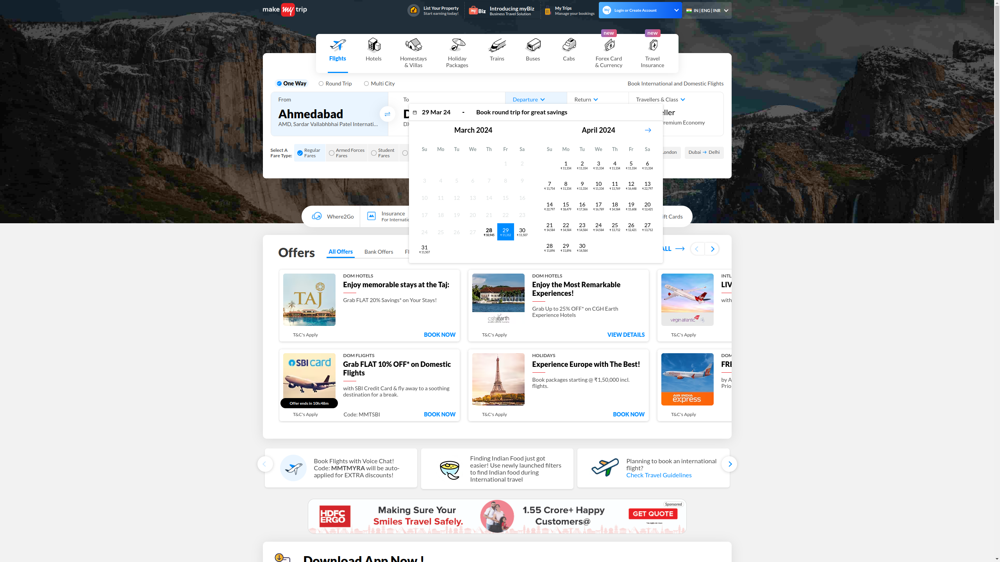 make my trip
List Your Property
Start earning today!
my Biz
Introducing myBiz
Business Travel Solution
My Trips
Manage your bookings
my
Login or Create Account
IN | ENG | INR
new
new
Flights
Hotels
Homestays
& Villas
Holiday
Packages
Trains
Buses
Cabs
Forex Card
& Currency
Travel
Insurance
One Way
Round Trip
Multi City
Book International and Domestic Flights
From
Ahmedabad
AMD, Sardar Vallabhbhai Patel Internati...
To
D
DX
Departure
Return
Travellers & Class
eller
Premium Economy
29 Mar 24 - Book round trip for great savings
March 2024
Su Mo Tu We Th Fr Sa
1 2
3 4 5 6 7 8 9
10 11 12 13 14 15 16
17 18 19 20 21 22 23
24 25 26 27 28 29 30
₹ 10,945 ₹ 11,312 ₹ 11,507
31
₹ 11,507
April 2024
Su Mo Tu We Th Fr Sa
1 2 3 4 5 6
₹ 11,334 ₹ 11,334 ₹ 11,334 ₹ 11,334 ₹ 11,334 ₹ 11,334
7 8 9 10 11 12 13
₹ 11,754 ₹ 11,334 ₹ 11,334 ₹ 11,334 ₹ 13,769 ₹ 16,448 ₹ 22,797
14 15 16 17 18 19 20
₹ 22,797 ₹ 18,479 ₹ 17,366 ₹ 16,789 ₹ 14,584 ₹ 15,608 ₹ 12,421
21 22 23 24 25 26 27
₹ 14,584 ₹ 14,584 ₹ 14,584 ₹ 14,584 ₹ 13,712 ₹ 12,421 ₹ 13,712
28 29 30
₹ 11,896 ₹ 11,896 ₹ 14,584
Select A
Fare Type:
Regular
Fares
Armed Forces
Fares
Student
Fares
London
Dubai → Delhi
Where2Go
Insurance
For Internatio
ift Cards
Offers
All Offers
Bank Offers
Fl
ALL
TAJ
DOM HOTELS
Enjoy memorable stays at the Taj:
Grab FLAT 20% Savings* on Your Stays!
T&C's Apply
BOOK NOW
cgh earth
experience hotels
DOM HOTELS
Enjoy the Most Remarkable
Experiences!
Grab Up to 25% OFF* on CGH Earth
Experience Hotels
T&C's Apply
VIEW DETAILS
virgin atlantic
INTL
LIV
with
T&C's Apply
SBI card
Offer ends in 10h:48m
DOM FLIGHTS
Grab FLAT 10% OFF* on Domestic
Flights
with SBI Credit Card & fly away to a soothing
destination for a break.
T&C's Apply
Code: MMTSBI
BOOK NOW
HOLIDAYS
Experience Europe with The Best!
Book packages starting @ ₹1,50,000 incl.
flights.
T&C's Apply
BOOK NOW
express
AIR INDIA
express
DOM
FRE
by A
Prio
T&C's Apply
Book Flights with Voice Chat!
Code: MMTMYRA will be auto-
applied for EXTRA discounts!
Finding Indian Food just got
easier! Use newly launched filters
to find Indian food during
International travel
Planning to book an international
flight?
Check Travel Guidelines
HDFC
ERGO
Making Sure Your
Smiles Travel Safely.
1.55 Crore+ Happy
Customers@
Sponsored
GET QUOTE
Download App Now !